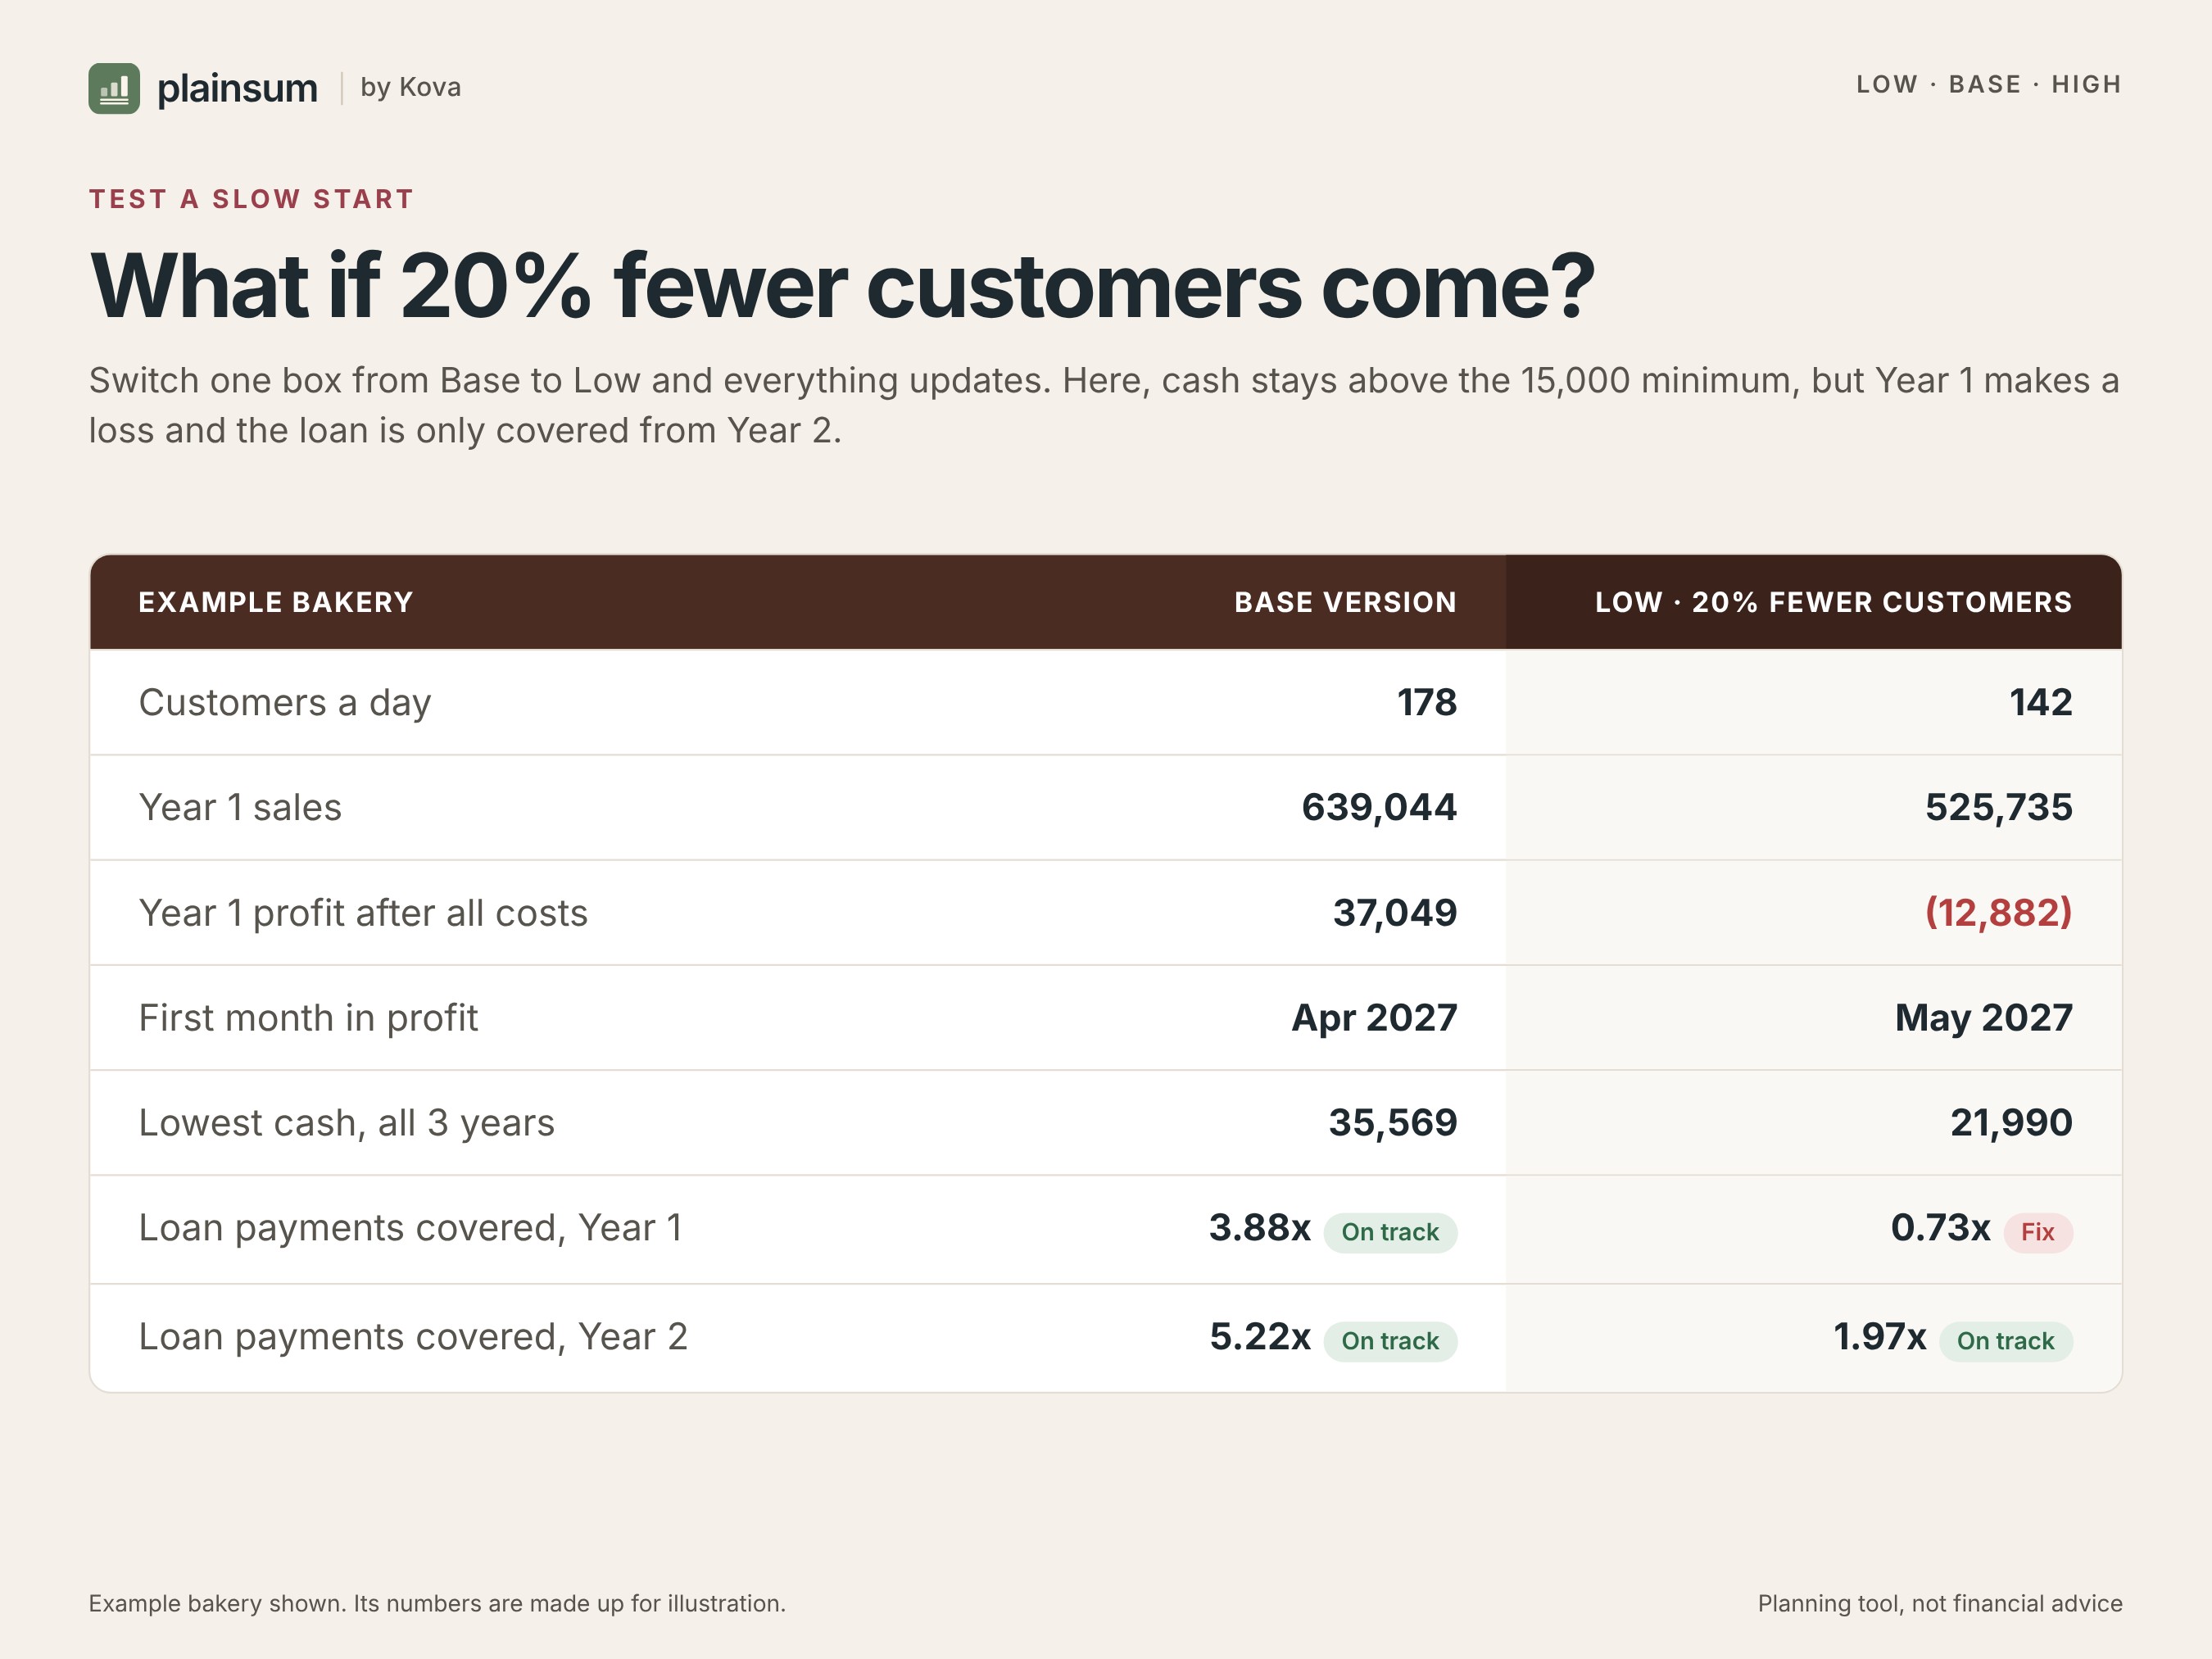 plainsum | by Kova
LOW · BASE · HIGH
TEST A SLOW START
What if 20% fewer customers come?
Switch one box from Base to Low and everything updates. Here, cash stays above the 15,000 minimum, but Year 1 makes a
loss and the loan is only covered from Year 2.
EXAMPLE BAKERY BASE VERSION LOW · 20% FEWER CUSTOMERS
Customers a day 178 142
Year 1 sales 639,044 525,735
Year 1 profit after all costs 37,049 (12,882)
First month in profit Apr 2027 May 2027
Lowest cash, all 3 years 35,569 21,990
Loan payments covered, Year 1 3.88x On track 0.73x Fix
Loan payments covered, Year 2 5.22x On track 1.97x On track
Example bakery shown. Its numbers are made up for illustration.
Planning tool, not financial advice